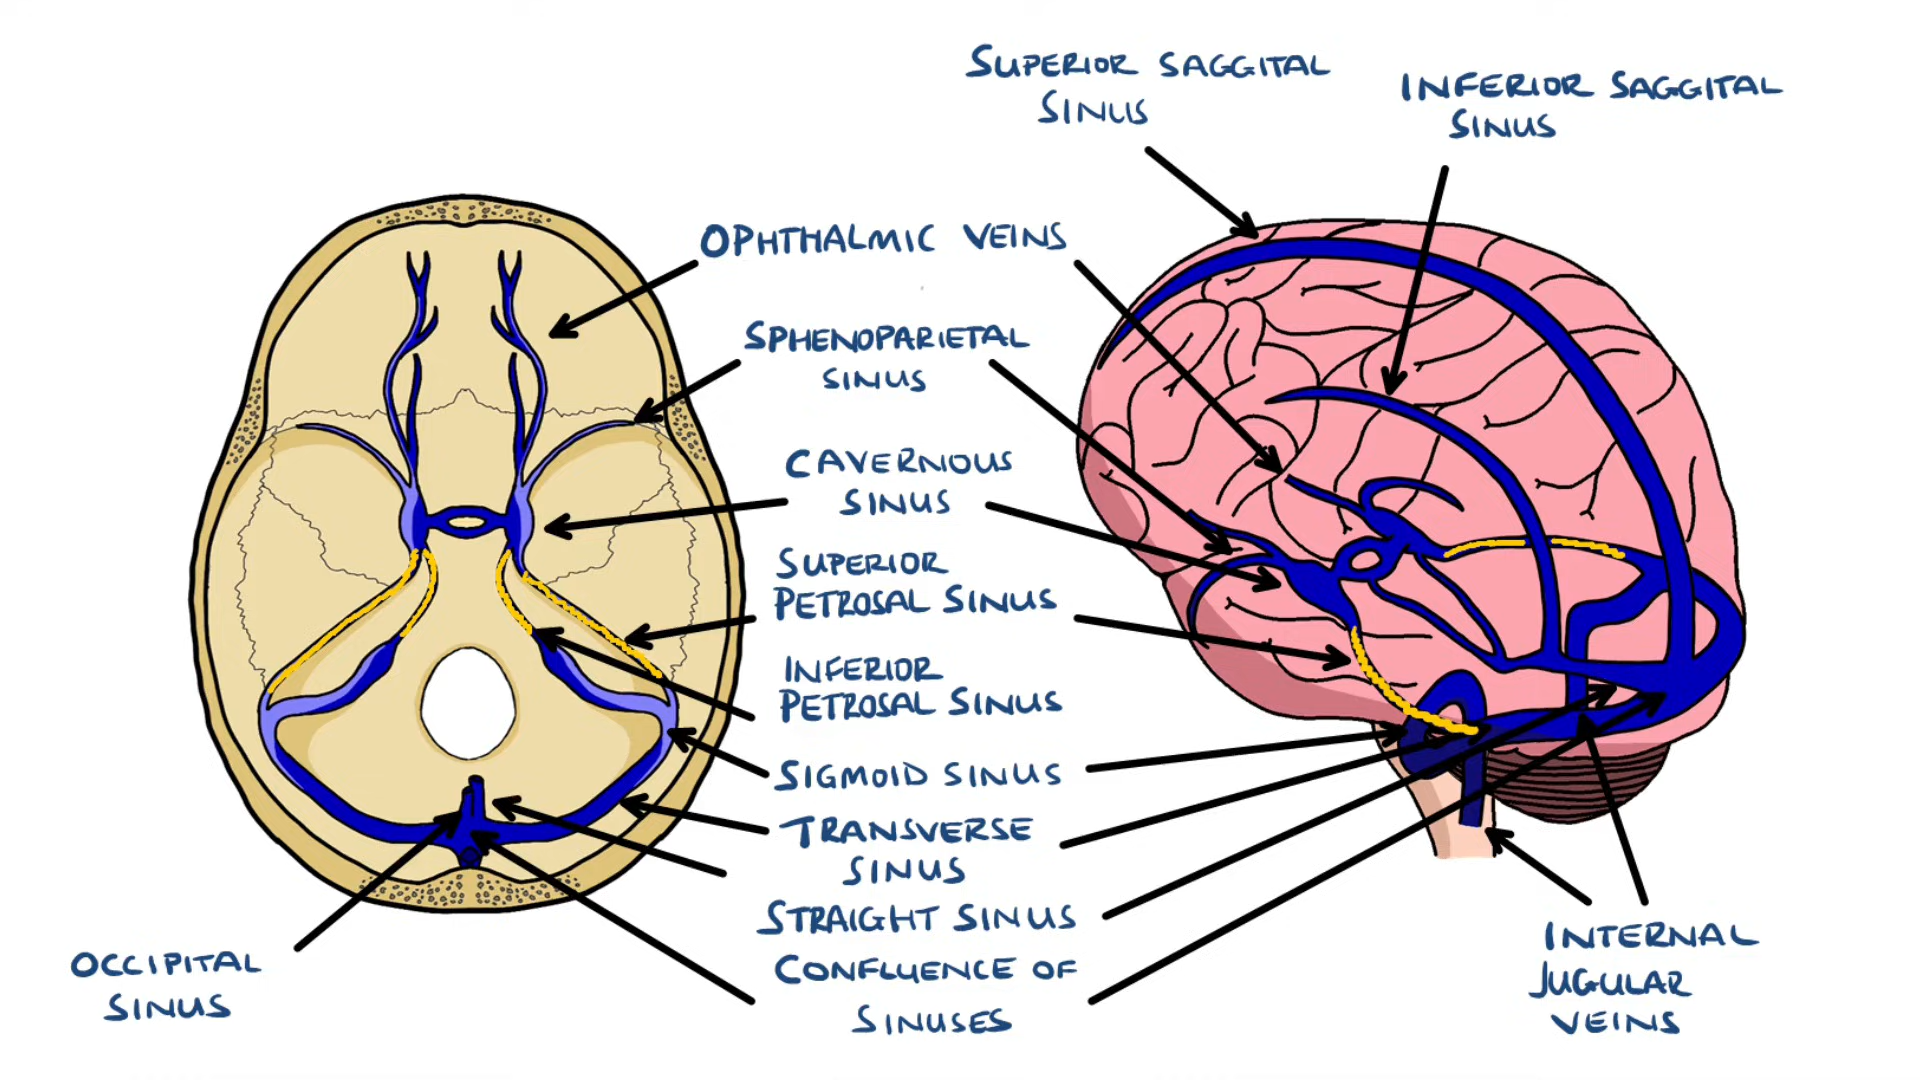 SUPERIOR SAGGITAL
SINUS
INFERIOR SAGGITAL
SINUS
OPHTHALMIC VEINS
SPHENOPARIETAL
SINUS
CAVERNOUS
SINUS
SUPERIOR
PETROSAL SINUS
INFERIOR
PETROSAL SINUS
SIGMOID SINUS
TRANSVERSE
SINUS
STRAIGHT SINUS
CONFLUENCE OF
SINUSES
OCCIPITAL
SINUS
INTERNAL
JUGULAR
VEINS